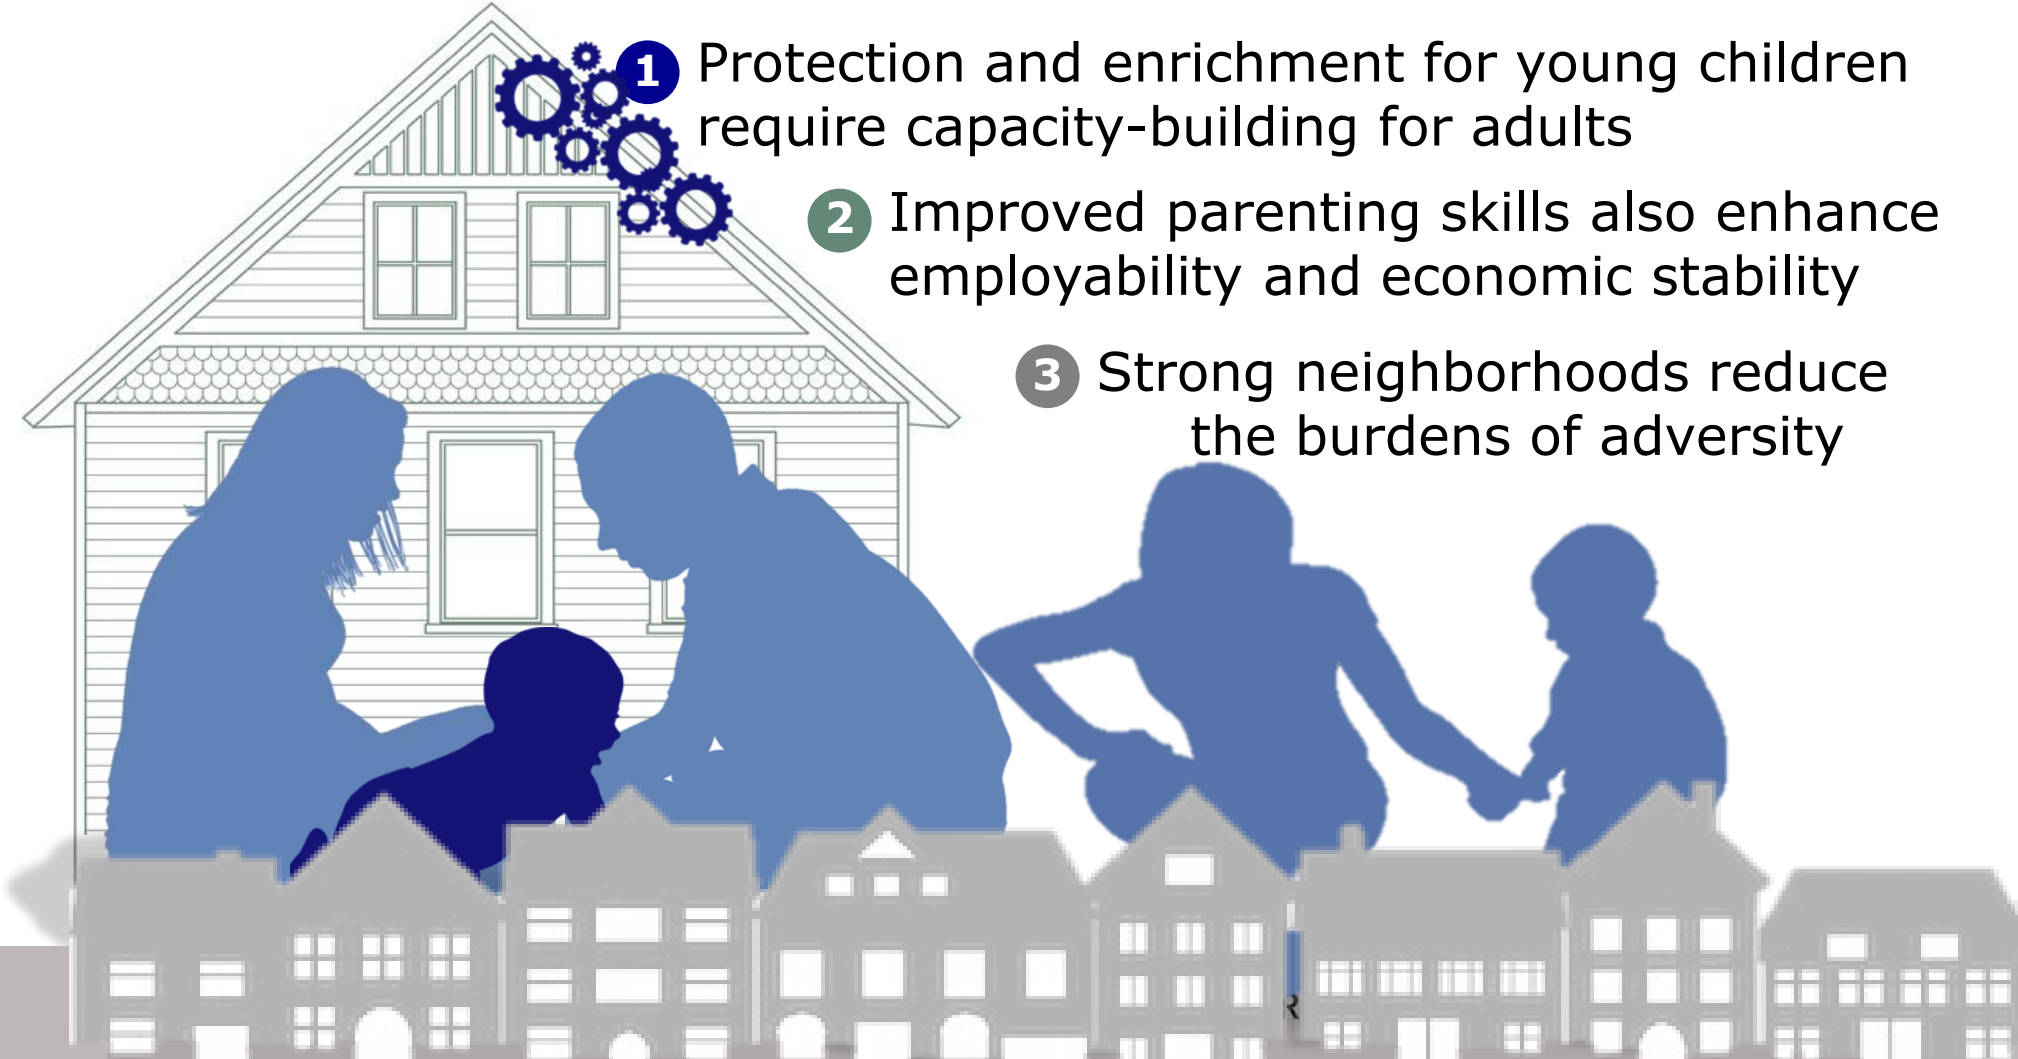 1 Protection and enrichment for young children
require capacity-building for adults
2 Improved parenting skills also enhance
employability and economic stability
3 Strong neighborhoods reduce
the burdens of adversity
R